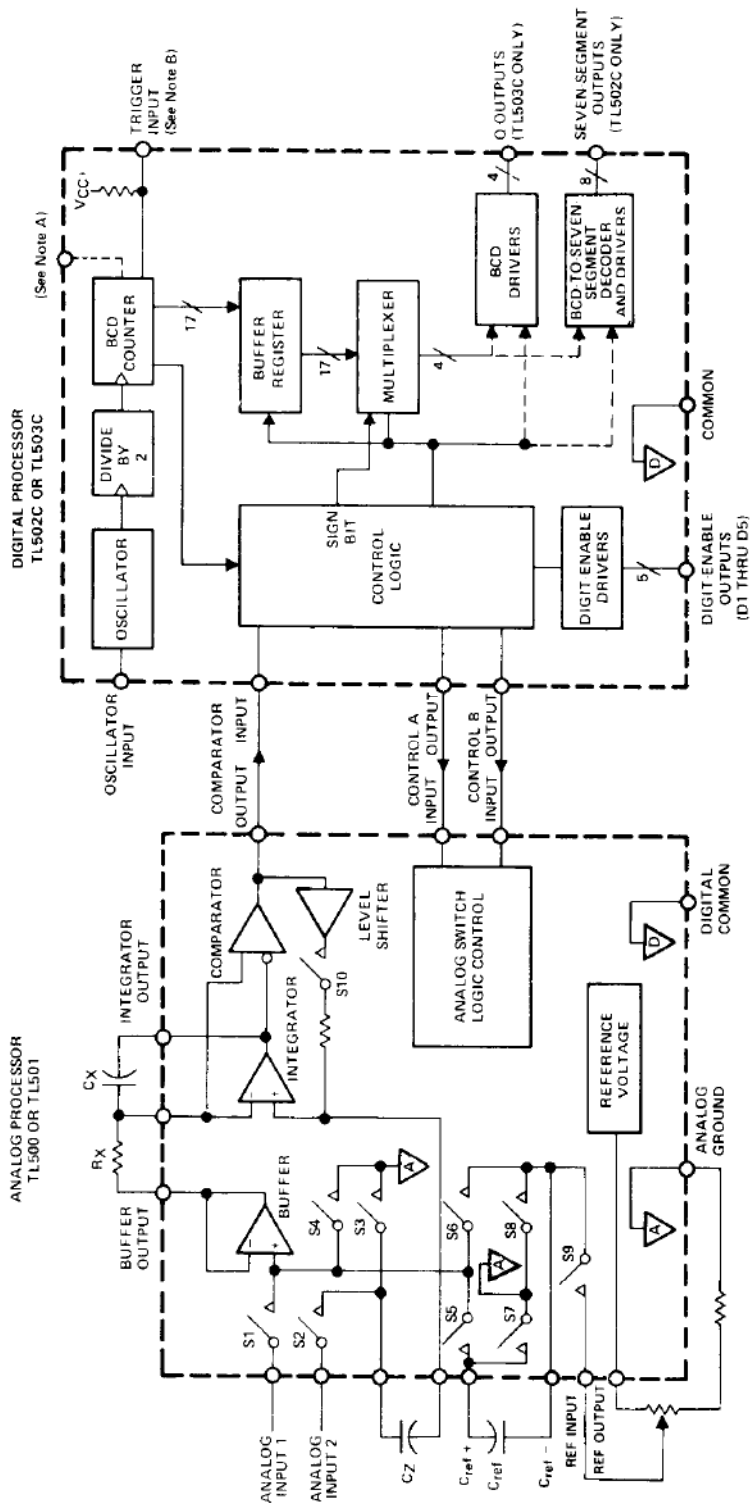 ANALOG PROCESSOR
TL500 OR TL501
DIGITAL PROCESSOR
TL502C OR TL503C
BUFFER
OUTPUT
RX
CX
INTEGRATOR
OUTPUT
ANALOG
INPUT 1
ANALOG
INPUT 2
CZ
Cref +
Cref
Cref −
REF INPUT
REF OUTPUT
S1
S2
−
+
BUFFER
S4
S3
A
S5
S6
A
S7
S8
S9
−
+
INTEGRATOR
COMPARATOR
S10
LEVEL
SHIFTER
ANALOG SWITCH
LOGIC CONTROL
REFERENCE
VOLTAGE
A
D
ANALOG
GROUND
DIGITAL
COMMON
COMPARATOR
OUTPUT INPUT
CONTROL A
INPUT OUTPUT
CONTROL B
INPUT OUTPUT
OSCILLATOR
INPUT
OSCILLATOR
DIVIDE
BY
2
BCD
COUNTER
(See Note A)
VCC
TRIGGER
INPUT
(See Note B)
17
BUFFER
REGISTER
17
MULTIPLEXER
4
SIGN
BIT
CONTROL
LOGIC
DIGIT-ENABLE
DRIVERS
5
DIGIT-ENABLE
OUTPUTS
(D1 THRU D5)
D
COMMON
BCD
DRIVERS
4
Q OUTPUTS
(TL503C ONLY)
BCD-TO-SEVEN-
SEGMENT
DECODER
AND DRIVERS
8
SEVEN-SEGMENT
OUTPUTS
(TL502C ONLY)